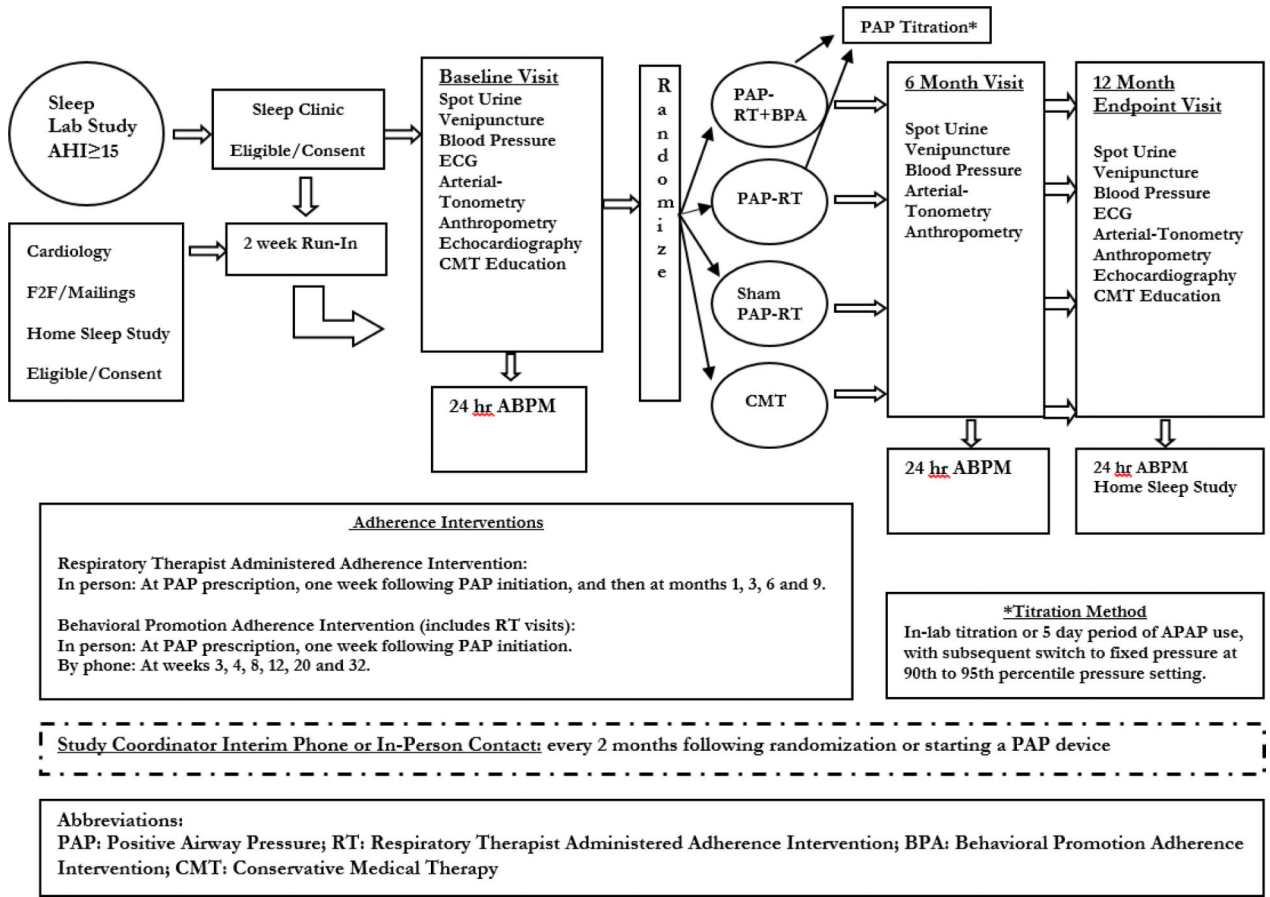 PAP Titration*
Sleep
Lab Study
AHI≥15
Sleep Clinic
Eligible/Consent
Cardiology
F2F/Mailings
Home Sleep Study
Eligible/Consent
2 week Run-In
Baseline Visit
Spot Urine
Venipuncture
Blood Pressure
ECG
Arterial-
Tonometry
Anthropometry
Echocardiography
CMT Education
24 hr ABPM
R
a
n
d
o
m
i
z
e
PAP-
RT+BPA
PAP-RT
Sham
PAP-RT
CMT
6 Month Visit
Spot Urine
Venipuncture
Blood Pressure
Arterial-
Tonometry
Anthropometry
24 hr ABPM
12 Month
Endpoint Visit
Spot Urine
Venipuncture
Blood Pressure
ECG
Arterial-Tonometry
Anthropometry
Echocardiography
CMT Education
24 hr ABPM
Home Sleep Study
Adherence Interventions
Respiratory Therapist Administered Adherence Intervention:
In person: At PAP prescription, one week following PAP initiation, and then at months 1, 3, 6 and 9.
Behavioral Promotion Adherence Intervention (includes RT visits):
In person: At PAP prescription, one week following PAP initiation.
By phone: At weeks 3, 4, 8, 12, 20 and 32.
*Titration Method
In-lab titration or 5 day period of APAP use,
with subsequent switch to fixed pressure at
90th to 95th percentile pressure setting.
Study Coordinator Interim Phone or In-Person Contact: every 2 months following randomization or starting a PAP device
Abbreviations:
PAP: Positive Airway Pressure; RT: Respiratory Therapist Administered Adherence Intervention; BPA: Behavioral Promotion Adherence
Intervention; CMT: Conservative Medical Therapy